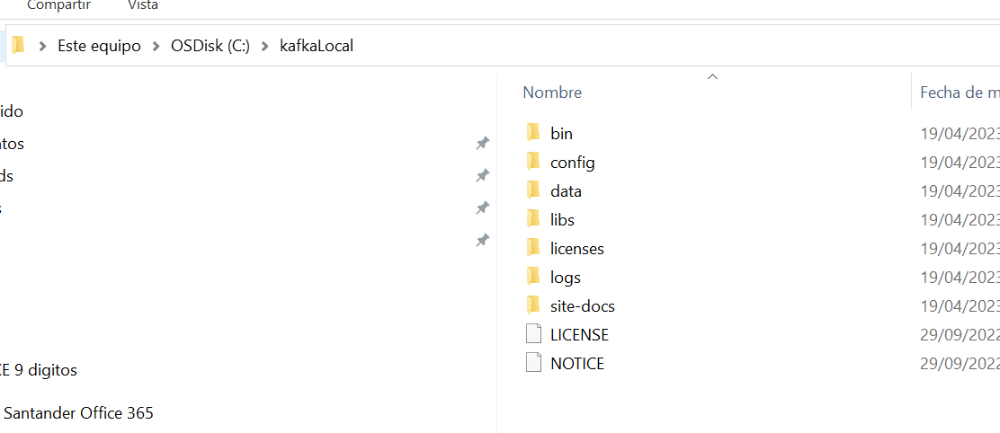 Compartir Vista
Este equipo OSDisk (C:) kafkaLocal
Nombre Fecha de m
ido
bin 19/04/2023
ntos
config 19/04/2023
ds
data 19/04/2023
s
libs 19/04/2023
licenses 19/04/2023
logs 19/04/2023
site-docs 19/04/2023
LICENSE 29/09/2022
NOTICE 29/09/2022
CE 9 digitos
Santander Office 365